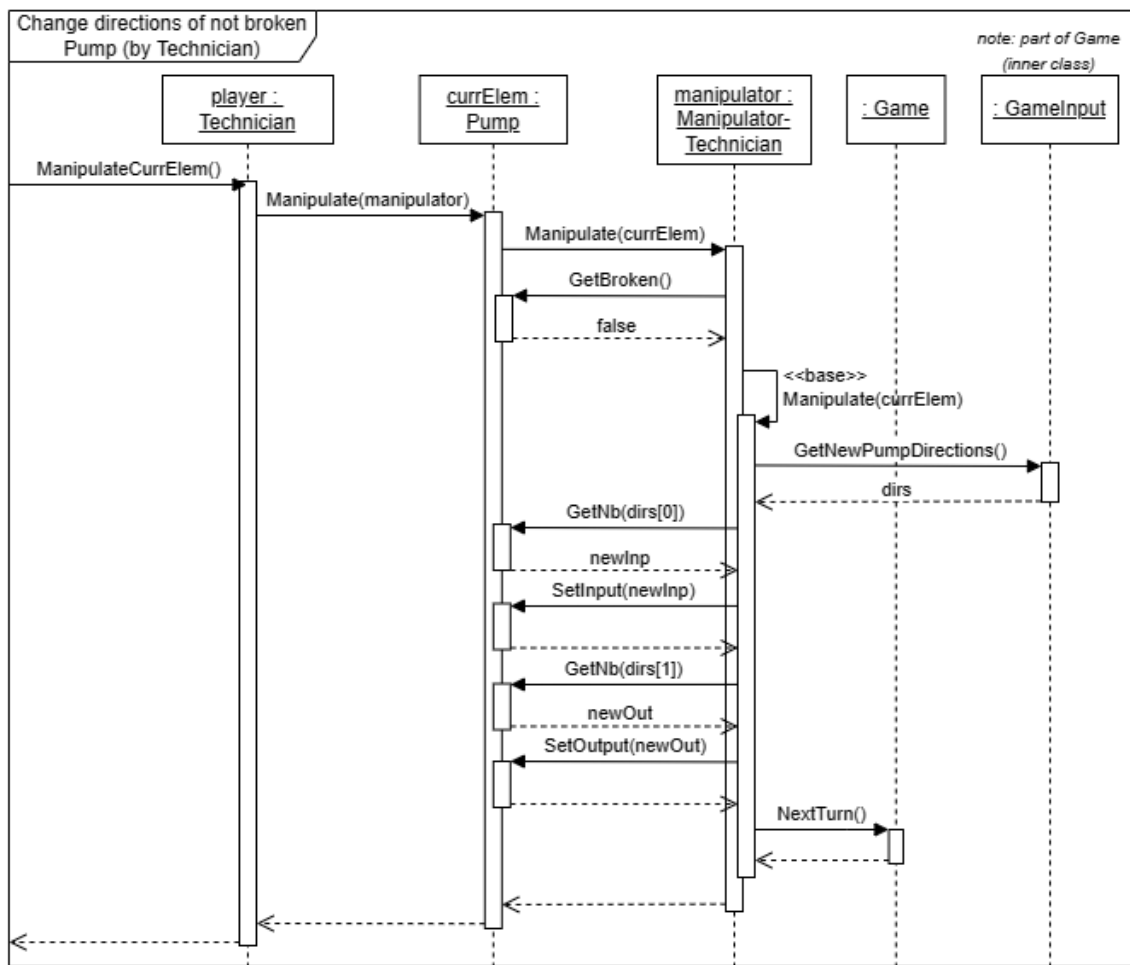 Change directions of not broken
Pump (by Technician)
note: part of Game
(inner class)
player :
Technician
currElem :
Pump
manipulator :
Manipulator-
Technician
: Game
: GameInput
ManipulateCurrElem()
Manipulate(manipulator)
Manipulate(currElem)
GetBroken()
false
<<base>>
Manipulate(currElem)
GetNewPumpDirections()
dirs
GetNb(dirs[0])
newInp
SetInput(newInp)
GetNb(dirs[1])
newOut
SetOutput(newOut)
NextTurn()